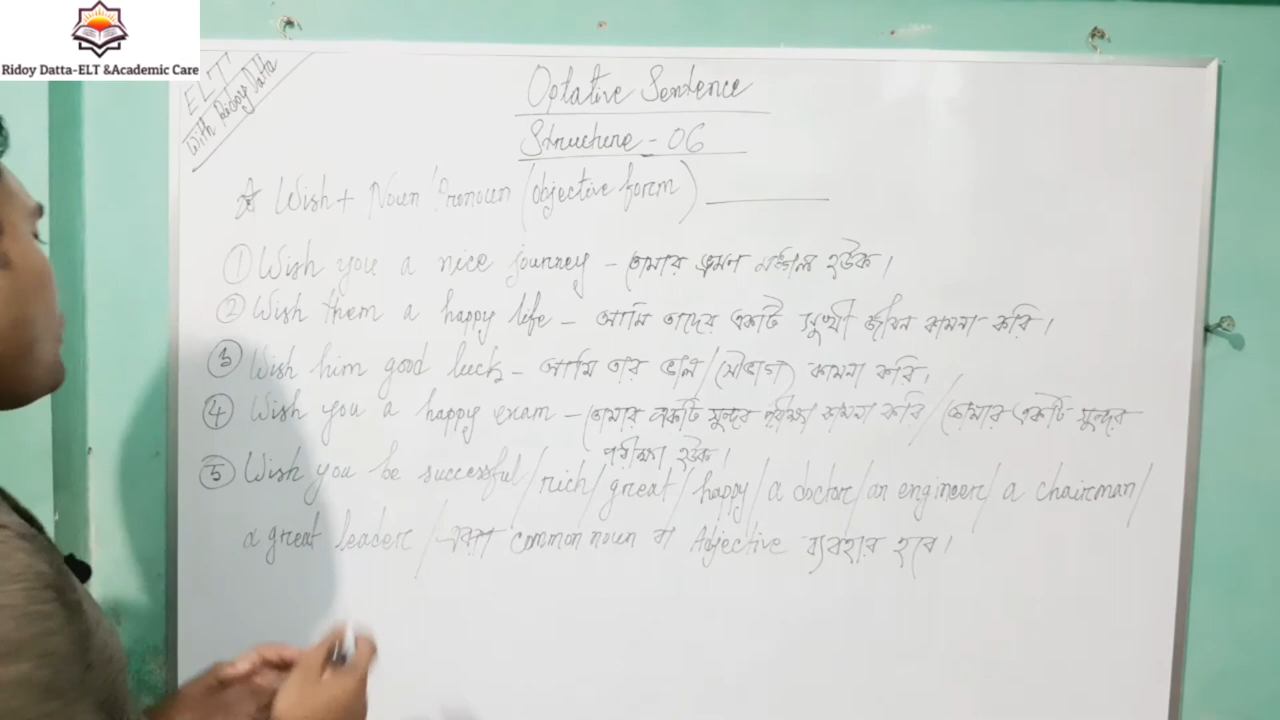 Ridoy Datta-ELT &Academic Care
ELT
with Ridoy Datta
Optative Sentence
Structure - 06
Wish + Noun/Pronoun (objective form) ________
① Wish you a nice journey - তোমার ভ্রমণ মঙ্গল হউক।
② Wish them a happy life - আমি তাদের একটি সুখী জীবন কামনা করি।
③ Wish him good luck - আমি তার ভাল/(সৌভাগ্য) কামনা করি।
④ Wish you a happy exam - তোমার একটি সুন্দর পরীক্ষা কামনা করি / তোমার একটি সুন্দর
পরীক্ষা হউক।
⑤ Wish you be successful/rich/great/happy/a doctor/an engineer/a chairman/
a great leader / common noun বা Adjective ব্যবহার হবে।